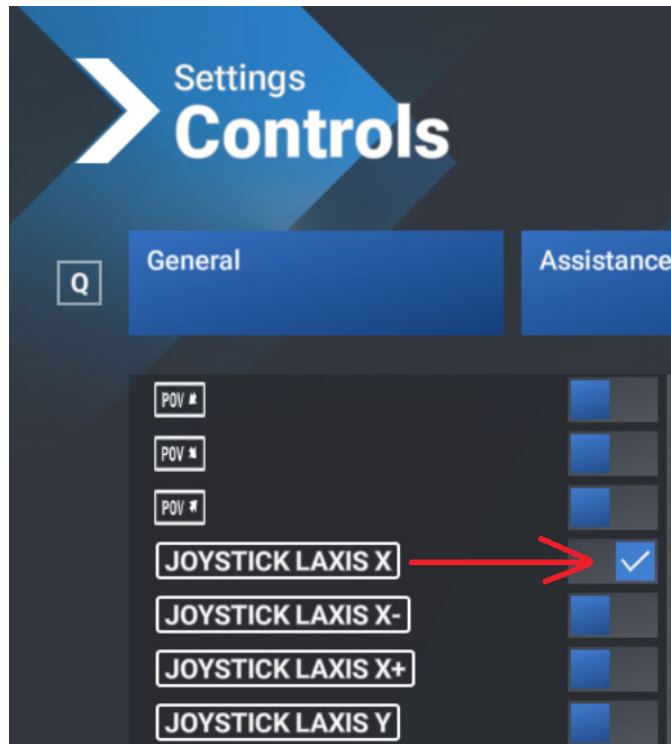 Settings
Controls
Q
General
Assistance
POV
POV
POV
JOYSTICK LAXIS X
JOYSTICK LAXIS X-
JOYSTICK LAXIS X+
JOYSTICK LAXIS Y